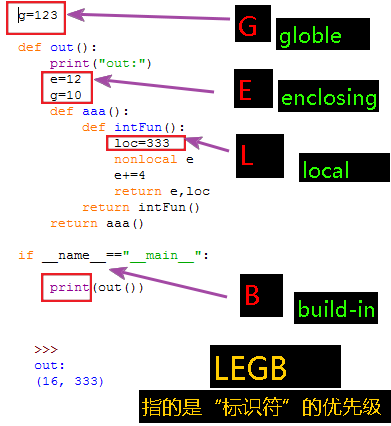 g=123
G
globle
def out():
print("out:")
e=12
g=10
E
enclosing
def aaa():
def intFun():
loc=333
L
local
nonlocal e
e+=4
return e,loc
return intFun()
return aaa()
if __name__=="__main__":
print(out())
B
build-in
>>>
out:
(16, 333)
LEGB
指的是 “标识符“ 的优先级